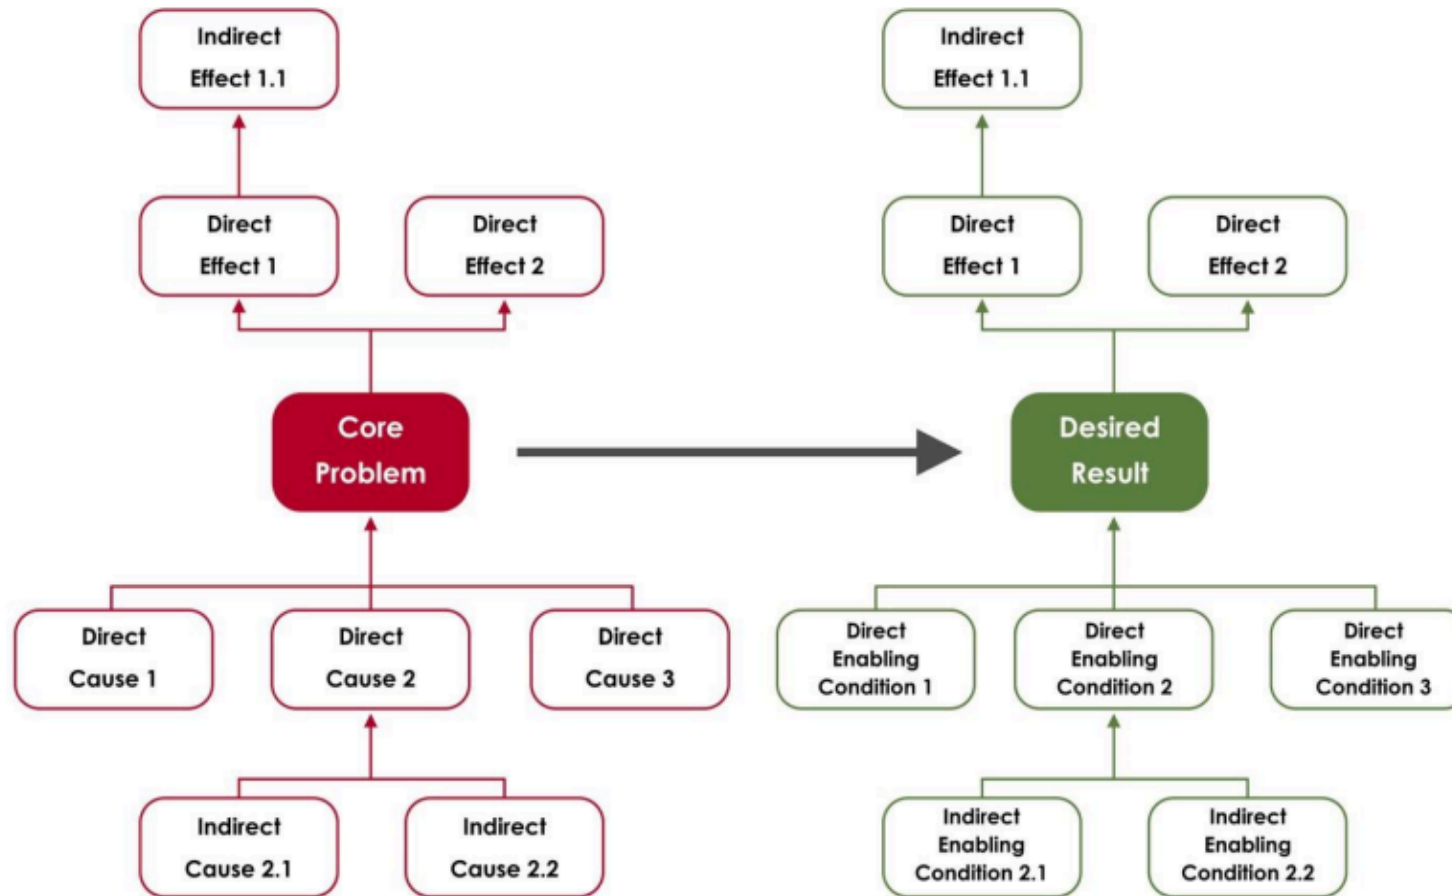 Indirect
Effect 1.1
Direct
Effect 1
Direct
Effect 2
Core
Problem
Direct
Cause 1
Direct
Cause 2
Direct
Cause 3
Indirect
Cause 2.1
Indirect
Cause 2.2
Indirect
Effect 1.1
Direct
Effect 1
Direct
Effect 2
Desired
Result
Direct
Enabling
Condition 1
Direct
Enabling
Condition 2
Direct
Enabling
Condition 3
Indirect
Enabling
Condition 2.1
Indirect
Enabling
Condition 2.2